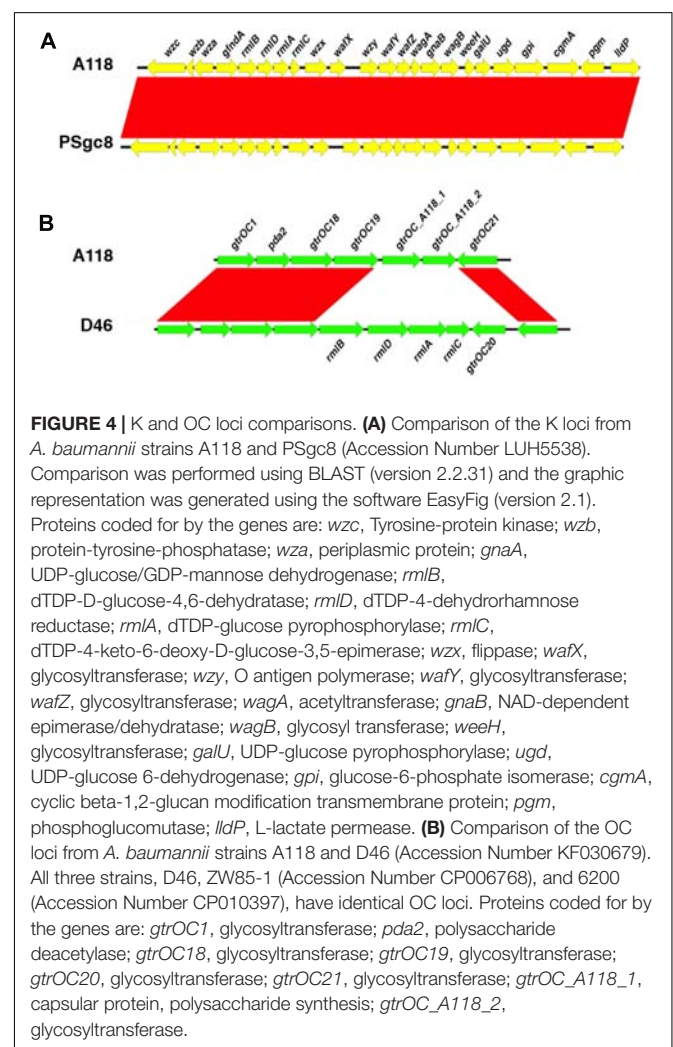 A
wzc wzb wza gfndA rmlB rmlD rmlA rmlC wzx wafX wzy wafY wafZ wagA gnaB wagB weeH galU ugd gpi cgmA pgm lldP
A118
PSgc8
B
gtrOC1 pda2 gtrOC18 gtrOC19 gtrOC_A118_1 gtrOC_A118_2 gtrOC21
A118
D46
rmlB rmlD rmlA rmlC gtrOC20
FIGURE 4 | K and OC loci comparisons. (A) Comparison of the K loci from
A. baumannii strains A118 and PSgc8 (Accession Number LUH5538).
Comparison was performed using BLAST (version 2.2.31) and the graphic
representation was generated using the software EasyFig (version 2.1).
Proteins coded for by the genes are: wzc, Tyrosine-protein kinase; wzb,
protein-tyrosine-phosphatase; wza, periplasmic protein; gnaA,
UDP-glucose/GDP-mannose dehydrogenase; rmlB,
dTDP-D-glucose-4,6-dehydratase; rmlD, dTDP-4-dehydrorhamnose
reductase; rmlA, dTDP-glucose pyrophosphorylase; rmlC,
dTDP-4-keto-6-deoxy-D-glucose-3,5-epimerase; wzx, flippase; wafX,
glycosyltransferase; wzy, O antigen polymerase; wafY, glycosyltransferase;
wafZ, glycosyltransferase; wagA, acetyltransferase; gnaB, NAD-dependent
epimerase/dehydratase; wagB, glycosyl transferase; weeH,
glycosyltransferase; galU, UDP-glucose pyrophosphorylase; ugd,
UDP-glucose 6-dehydrogenase; gpi, glucose-6-phosphate isomerase; cgmA,
cyclic beta-1,2-glucan modification transmembrane protein; pgm,
phosphoglucomutase; lldP, L-lactate permease. (B) Comparison of the OC
loci from A. baumannii strains A118 and D46 (Accession Number KF030679).
All three strains, D46, ZW85-1 (Accession Number CP006768), and 6200
(Accession Number CP010397), have identical OC loci. Proteins coded for by
the genes are: gtrOC1, glycosyltransferase; pda2, polysaccharide
deacetylase; gtrOC18, glycosyltransferase; gtrOC19, glycosyltransferase;
gtrOC20, glycosyltransferase; gtrOC21, glycosyltransferase; gtrOC_A118_1,
capsular protein, polysaccharide synthesis; gtrOC_A118_2,
glycosyltransferase.